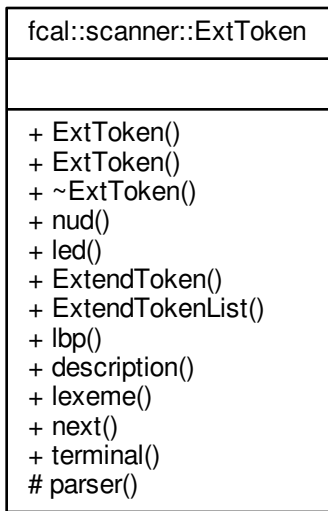 fcal::scanner::ExtToken
+ ExtToken()
+ ExtToken()
+ ~ExtToken()
+ nud()
+ led()
+ ExtendToken()
+ ExtendTokenList()
+ lbp()
+ description()
+ lexeme()
+ next()
+ terminal()
# parser()